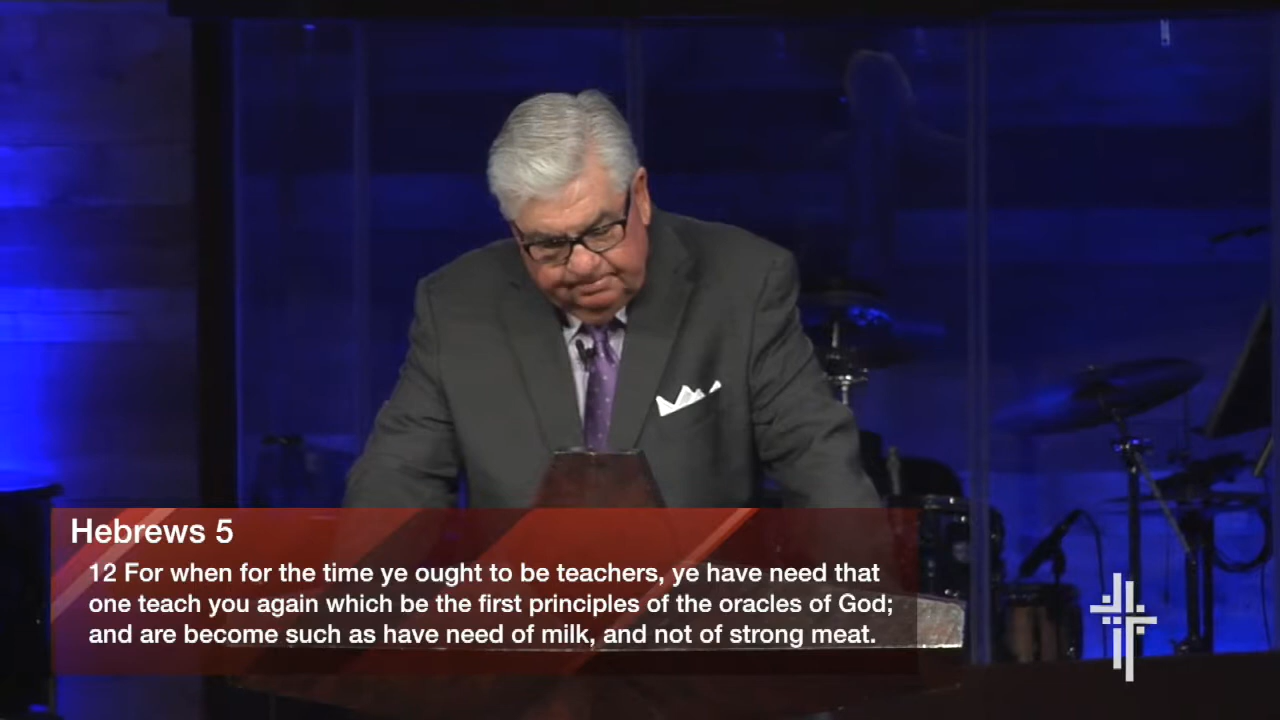 Hebrews 5
12 For when for the time ye ought to be teachers, ye have need that
one teach you again which be the first principles of the oracles of God;
and are become such as have need of milk, and not of strong meat.